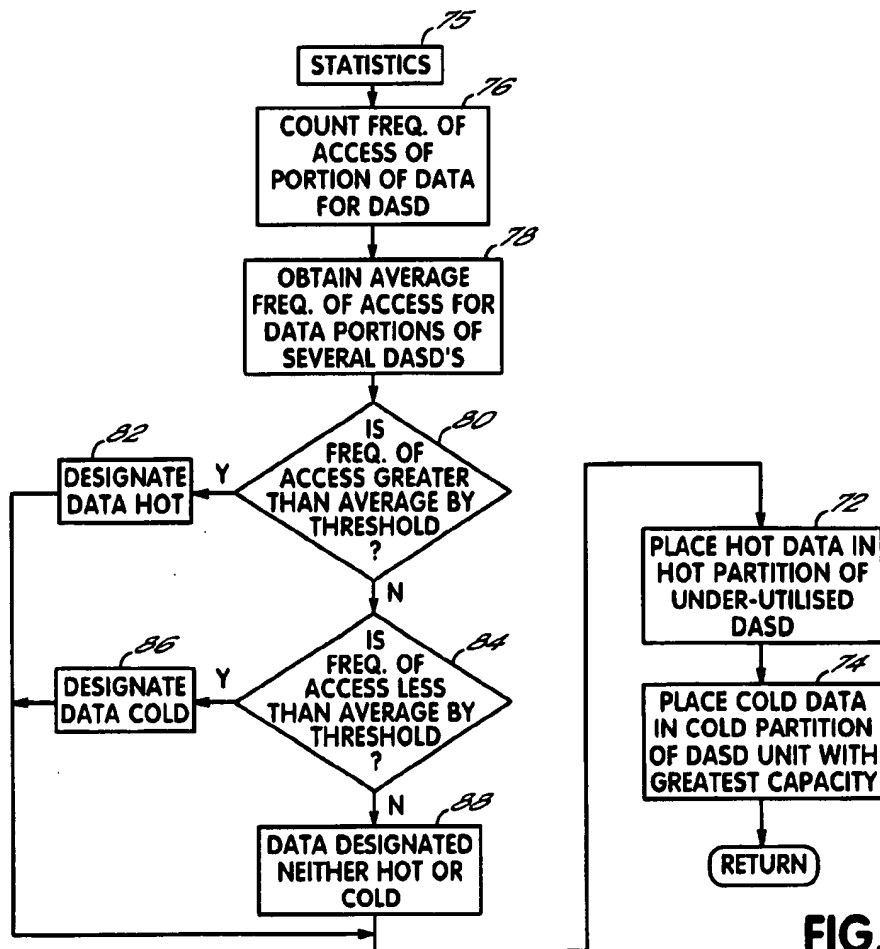 75
STATISTICS
76
COUNT FREQ. OF
ACCESS OF
PORTION OF DATA
FOR DASD
78
OBTAIN AVERAGE
FREQ. OF ACCESS FOR
DATA PORTIONS OF
SEVERAL DASD'S
80
IS
FREQ. OF
ACCESS GREATER
THAN AVERAGE BY
THRESHOLD
?
Y
82
DESIGNATE
DATA HOT
N
84
IS
FREQ. OF
ACCESS LESS
THAN AVERAGE BY
THRESHOLD
?
Y
86
DESIGNATE
DATA COLD
N
88
DATA DESIGNATED
NEITHER HOT OR
COLD
72
PLACE HOT DATA IN
HOT PARTITION OF
UNDER-UTILISED
DASD
74
PLACE COLD DATA
IN COLD PARTITION
OF DASD UNIT WITH
GREATEST CAPACITY
RETURN
FIG.